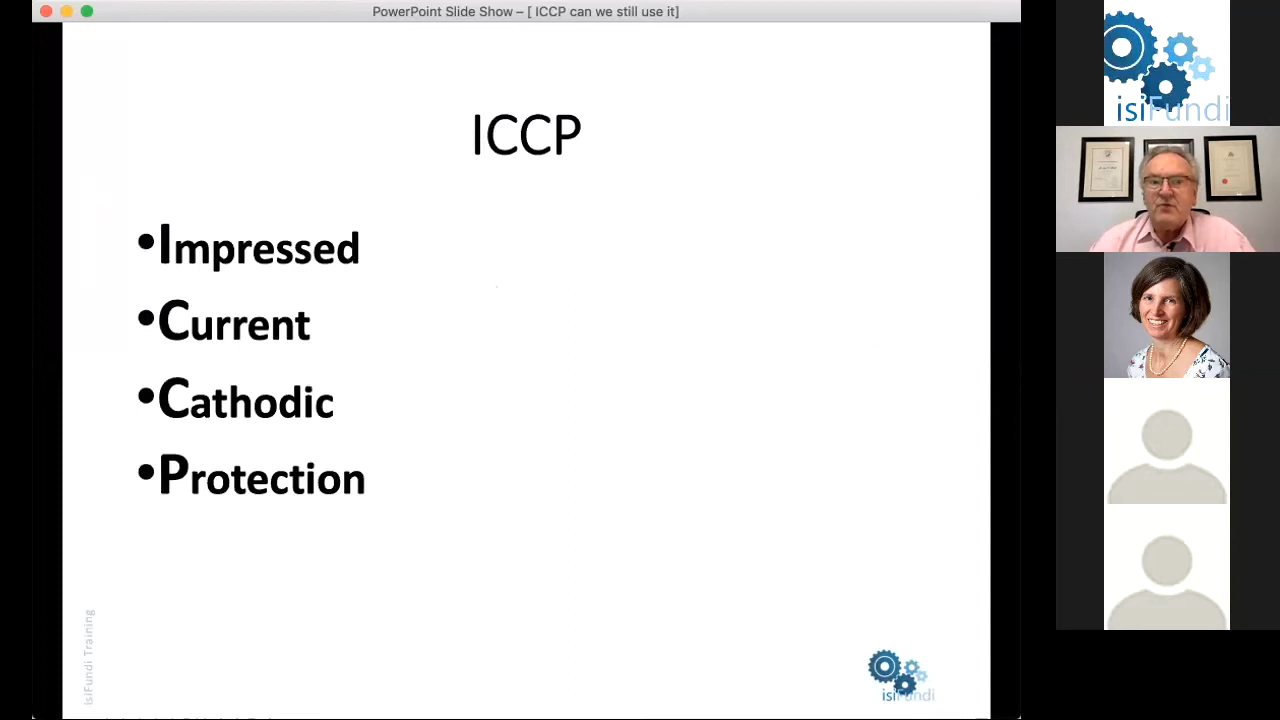 PowerPoint Slide Show – [ ICCP can we still use it]
ICCP
•Impressed
•Current
•Cathodic
•Protection
isiFundi Training
isiFundi
isiFundi